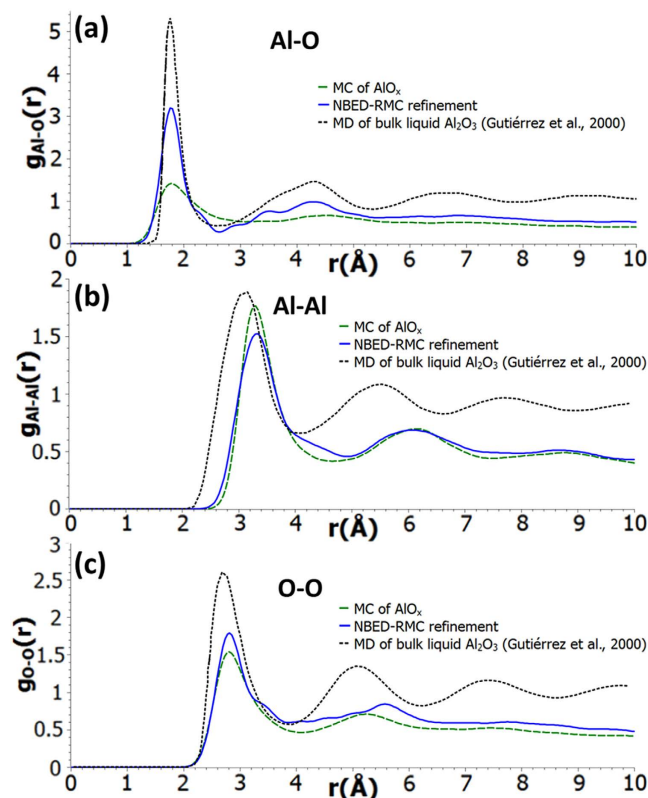 (a)
Al-O
MC of AlOₓ
NBED-RMC refinement
MD of bulk liquid Al₂O₃ (Gutiérrez et al., 2000)
g_Al-O(r)
5
4
3
2
1
0
0 1 2 3 4 5 6 7 8 9 10
r(Å)
(b)
Al-Al
MC of AlOₓ
NBED-RMC refinement
MD of bulk liquid Al₂O₃ (Gutiérrez et al., 2000)
g_Al-Al(r)
2
1.5
1
0.5
0
0 1 2 3 4 5 6 7 8 9 10
r(Å)
(c)
O-O
MC of AlOₓ
NBED-RMC refinement
MD of bulk liquid Al₂O₃ (Gutiérrez et al., 2000)
g_O-O(r)
3
2.5
2
1.5
1
0.5
0
0 1 2 3 4 5 6 7 8 9 10
r(Å)